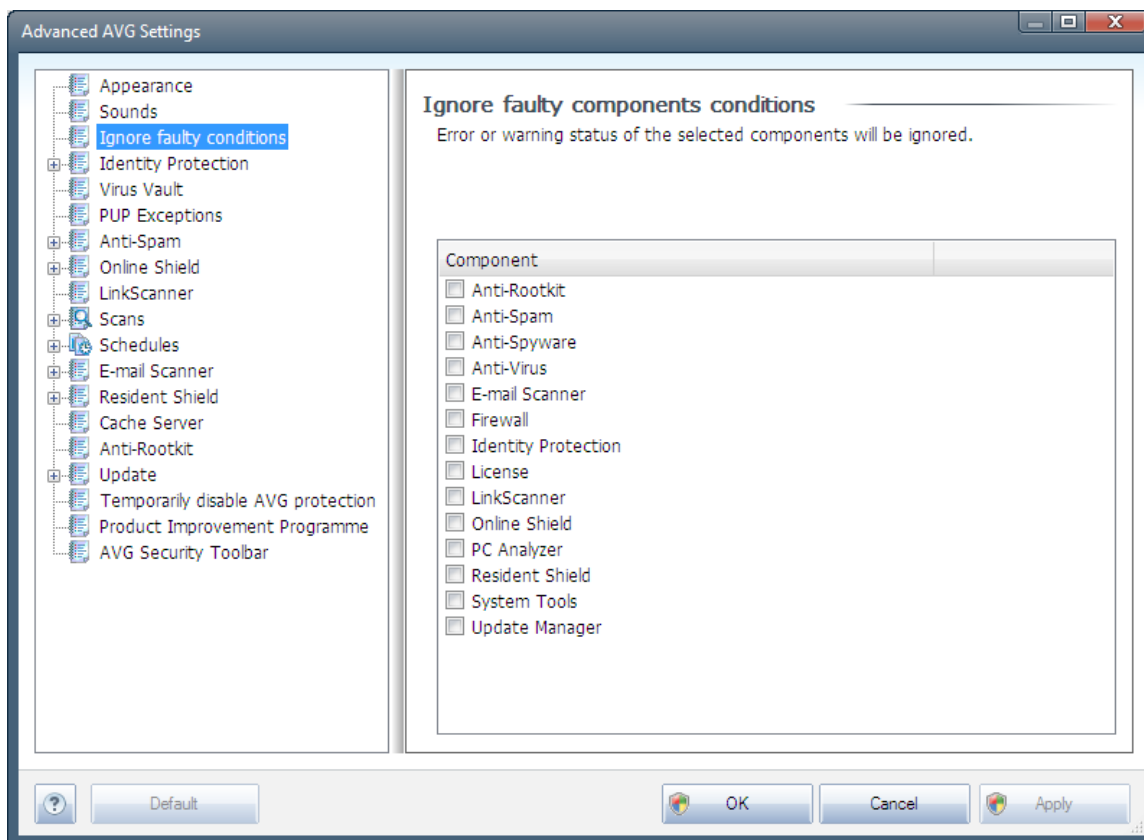 Advanced AVG Settings
Appearance
Sounds
Ignore faulty conditions
Identity Protection
Virus Vault
PUP Exceptions
Anti-Spam
Online Shield
LinkScanner
Scans
Schedules
E-mail Scanner
Resident Shield
Cache Server
Anti-Rootkit
Update
Temporarily disable AVG protection
Product Improvement Programme
AVG Security Toolbar
Ignore faulty components conditions
Error or warning status of the selected components will be ignored.
Component
Anti-Rootkit
Anti-Spam
Anti-Spyware
Anti-Virus
E-mail Scanner
Firewall
Identity Protection
License
LinkScanner
Online Shield
PC Analyzer
Resident Shield
System Tools
Update Manager
?
Default
OK
Cancel
Apply